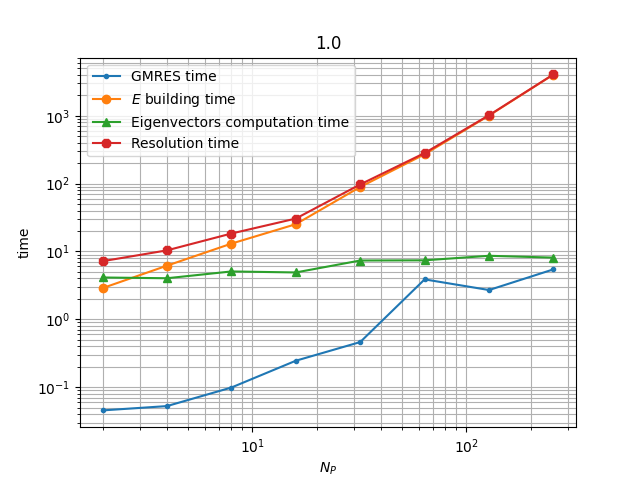 1.0
GMRES time
E building time
Eigenvectors computation time
Resolution time
time
10³
10²
10¹
10⁰
10⁻¹
10¹ 10²
N_P